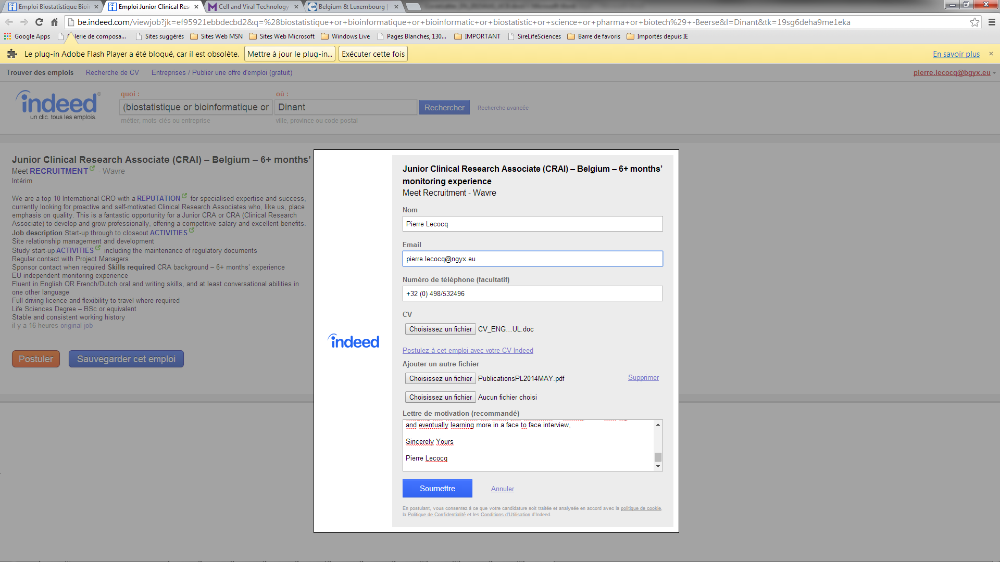 Emploi Biostatistique Bioi
Emploi Junior Clinical Res
Cell and Viral Technology
Belgium & Luxembourg |
be.indeed.com/viewjob?jk=ef95921ebbdecbd2&q=%28biostatistique+or+bioinformatique+or+bioinformatic+or+biostatistic+or+science+or+pharma+or+biotech%29+-Beerse&l=Dinant&tk=19sg6deha9me1eka
Google Apps
lerie de composa...
Sites suggérés
Sites Web MSN
Sites Web Microsoft
Windows Live
Pages Blanches, 130...
IMPORTANT
SireLifeSciences
Barre de favoris
Importés depuis IE
Le plug-in Adobe Flash Player a été bloqué, car il est obsolète.
Mettre à jour le plug-in...
Exécuter cette fois
En savoir plus
Trouver des emplois
Recherche de CV
Entreprises / Publier une offre d'emploi (gratuit)
pierre.lecocq@bgyx.eu
indeed®
un clic. tous les emplois.
quoi :
où :
(biostatistique or bioinformatique or
Dinant
Rechercher
Recherche avancée
métier, mots-clés ou entreprise
ville, province ou code postal
Junior Clinical Research Associate (CRAI) – Belgium – 6+ months’
Meet RECRUITMENT - Wavre
Intérim
We are a top 10 International CRO with a REPUTATION for specialised expertise and success,
currently looking for proactive and self-motivated Clinical Research Associates who, like us, place
emphasis on quality. This is a fantastic opportunity for a Junior CRA or CRA (Clinical Research
Associate) to develop and grow professionally, offering a competitive salary and excellent benefits.
Job description Start-up through to closeout ACTIVITIES
Site relationship management and development
Study start-up ACTIVITIES including the maintenance of regulatory documents
Regular contact with Project Managers
Sponsor contact when required Skills required CRA background – 6+ months’ experience
EU independent monitoring experience
Fluent in English OR French/Dutch oral and writing skills, and at least conversational abilities in
one other language
Full driving licence and flexibility to travel where required
Life Sciences Degree – BSc or equivalent
Stable and consistent working history
il y a 16 heures original job
Postuler
Sauvegarder cet emploi
indeed
Junior Clinical Research Associate (CRAI) – Belgium – 6+ months’
monitoring experience
Meet Recruitment - Wavre
Nom
Pierre Lecocq
Email
pierre.lecocq@ngyx.eu
Numéro de téléphone (facultatif)
+32 (0) 498/532496
CV
Choisissez un fichier CV_ENG...UL.doc
Postulez à cet emploi avec votre CV Indeed
Ajouter un autre fichier
Choisissez un fichier PublicationsPL2014MAY.pdf
Supprimer
Choisissez un fichier Aucun fichier choisi
Lettre de motivation (recommandé)
and eventually learning more in a face to face interview,
Sincerely Yours
Pierre Lecocq
Soumettre
Annuler
En postulant, vous consentez à ce que votre candidature soit traitée et analysée en accord avec la politique de cookie,
la Politique de Confidentialité et les Conditions d'Utilisation d'Indeed.